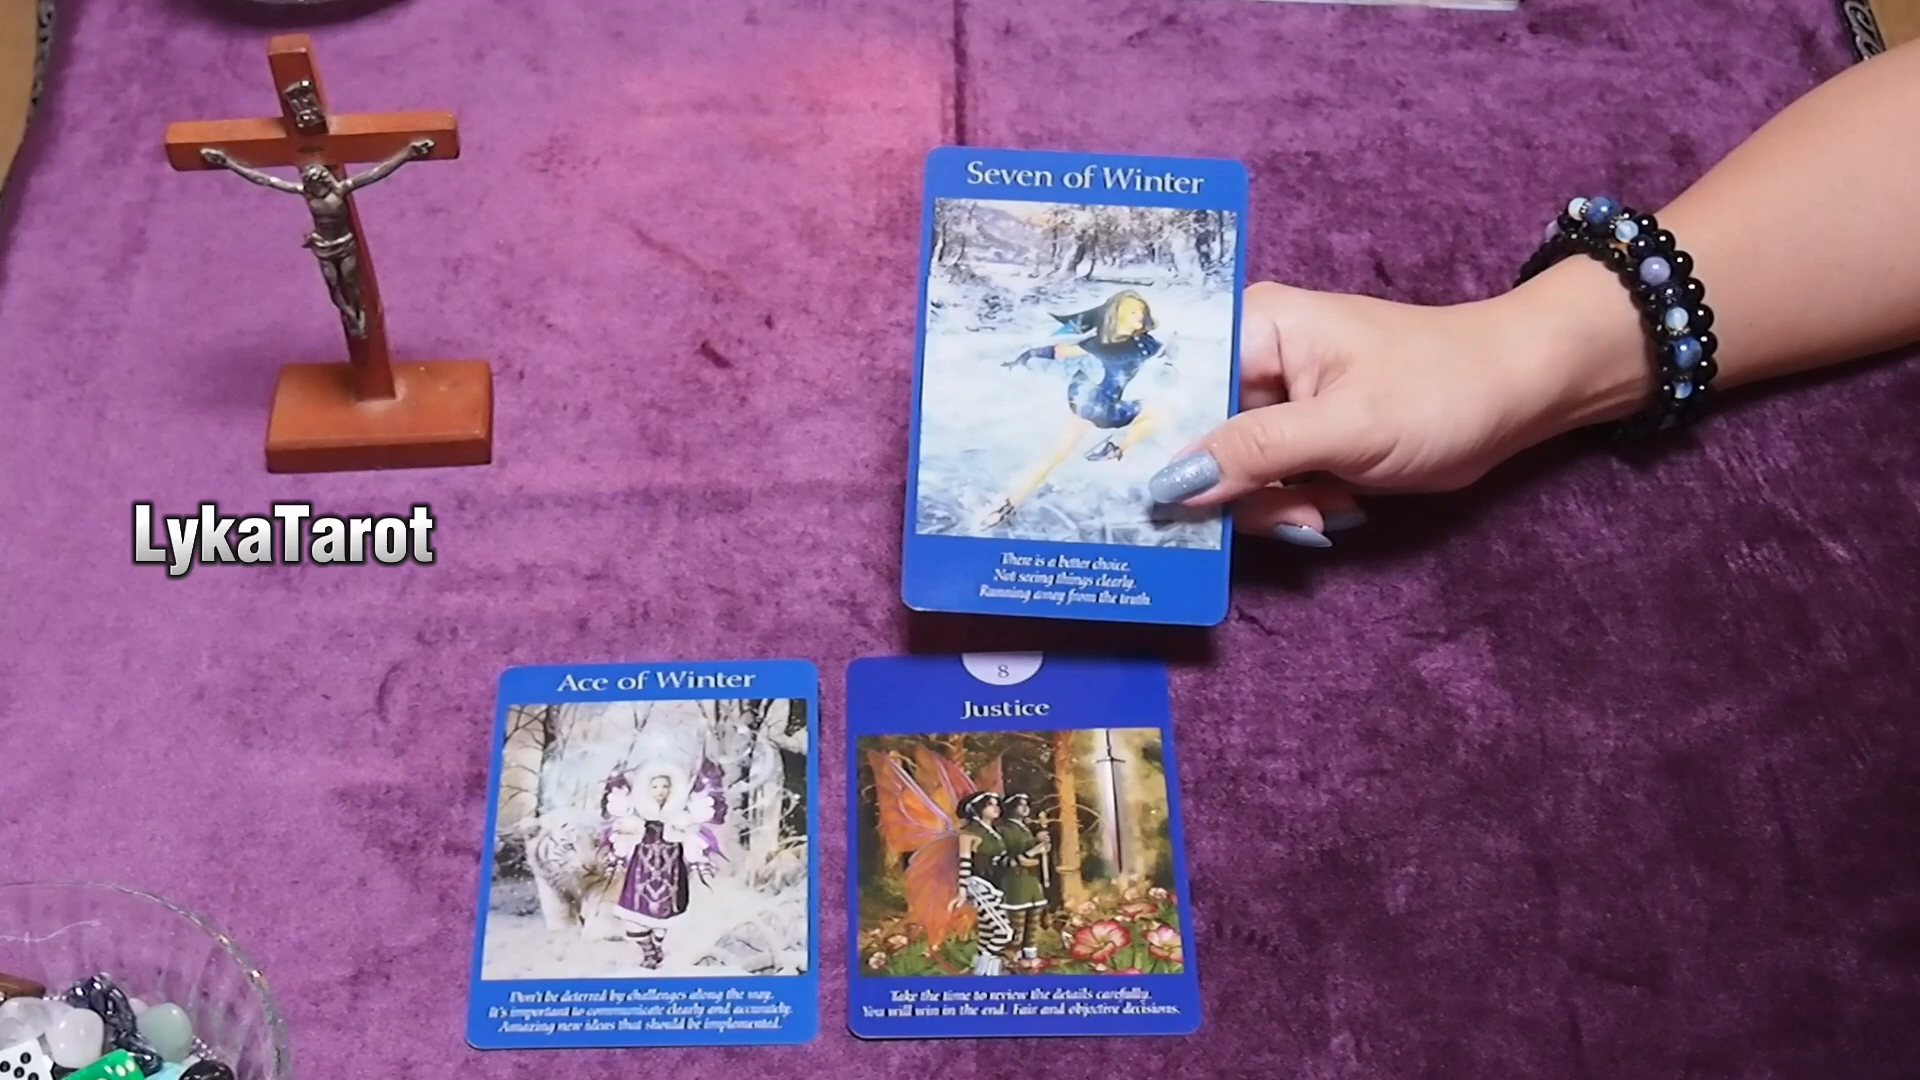 Seven of Winter
There is a better choice.
Not seeing things clearly.
Running away from the truth.
LykaTarot
Ace of Winter
Don't be deterred by challenges along the way.
It's important to communicate clearly and accurately.
Amazing new ideas that should be implemented.
8
Justice
Take the time to review the details carefully.
You will win in the end. Fair and objective decisions.